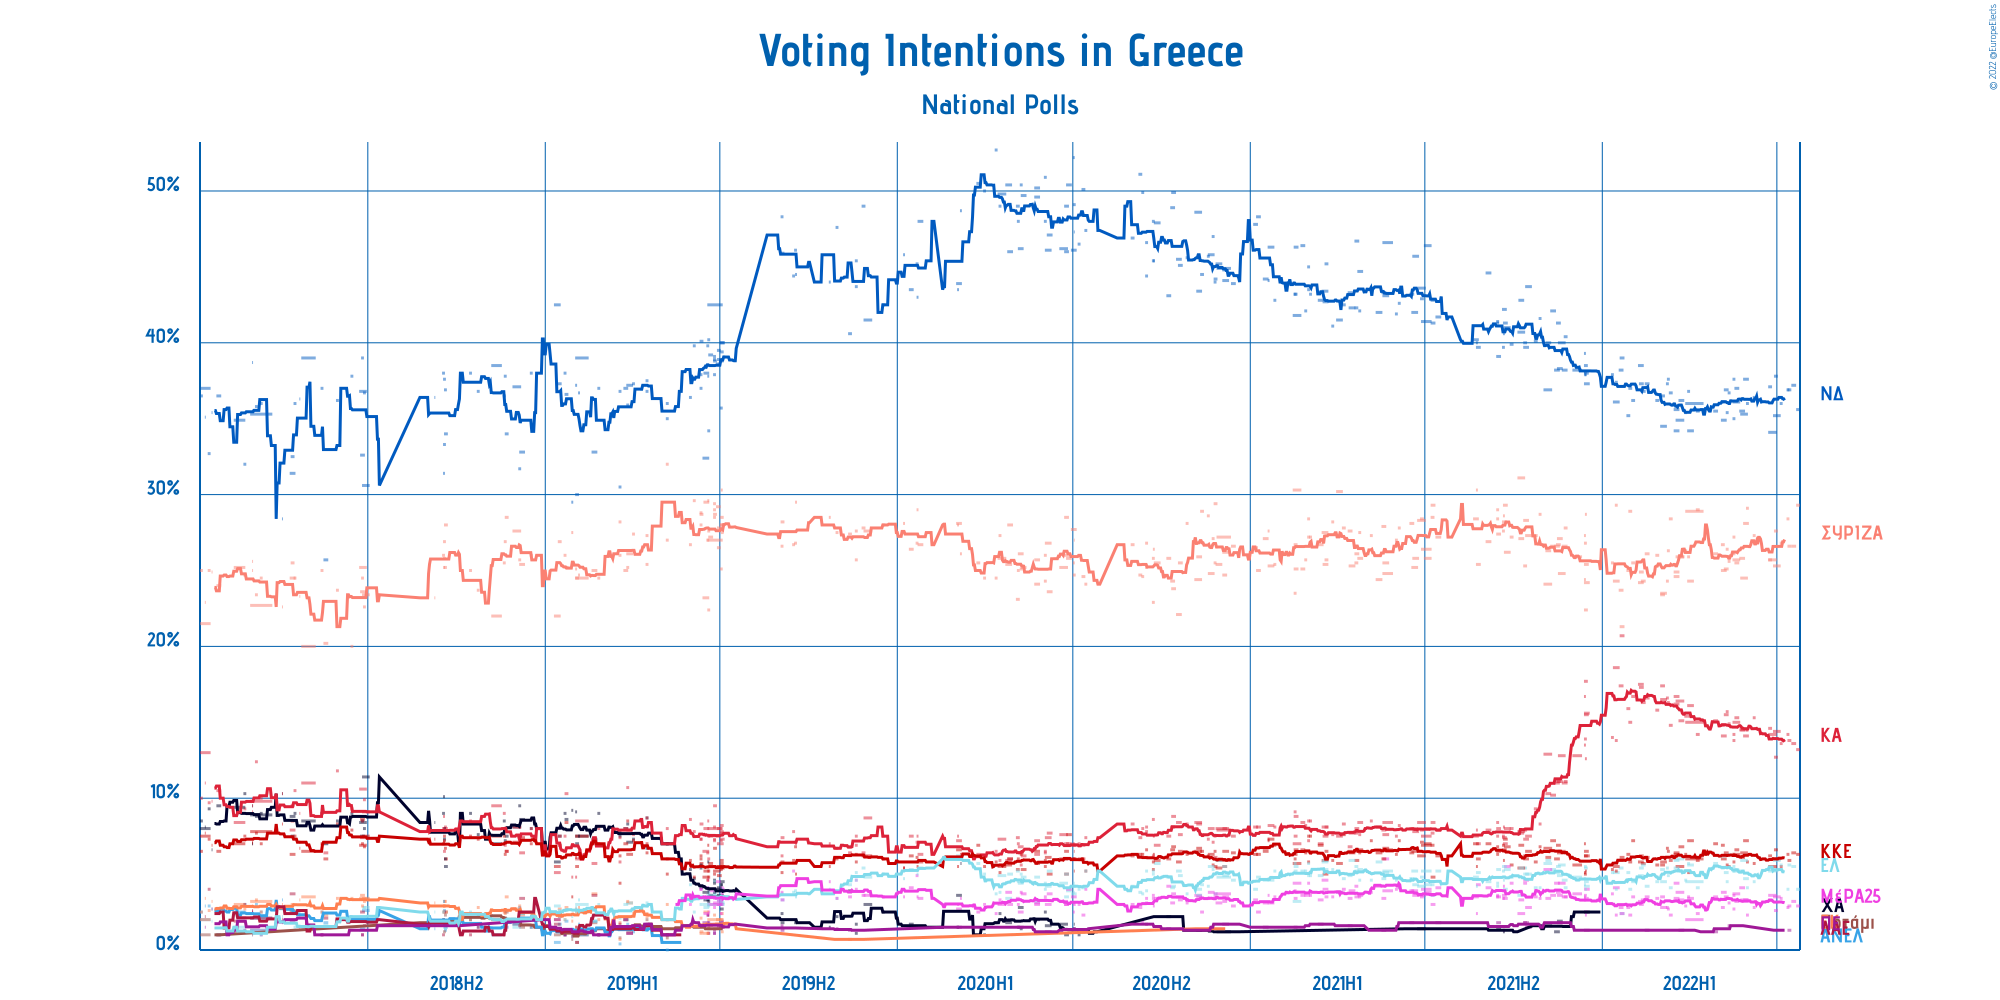 Voting Intentions in Greece
National Polls
© 2022 @EuropeElects
50%
40%
30%
20%
10%
0%
ΝΔ
ΣΥΡΙΖΑ
ΚΑ
ΚΚΕ
ΕΛ
ΜέΡΑ25
ΧΑ
ΑΝΕΛ
2018H2
2019H1
2019H2
2020H1
2020H2
2021H1
2021H2
2022H1